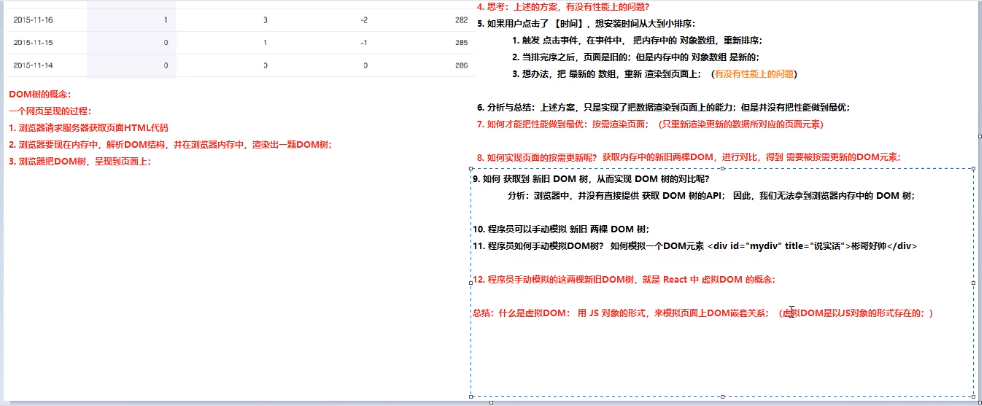 2015-11-16 1 3 -2 282
2015-11-15 0 1 -1 285
2015-11-14 0 0 0 286
DOM树的概念:
一个网页呈现的过程:
1. 浏览器请求服务器获取页面HTML代码
2. 浏览器要现在内存中,解析DOM结构,并在浏览器内存中,渲染出一颗DOM树;
3. 浏览器把DOM树,呈现到页面上;
4. 思考:上述的方案,有没有性能上的问题?
5. 如果用户点击了【时间】,想安装时间从大到小排序:
1. 触发 点击事件,在事件中, 把内存中的 对象数组,重新排序;
2. 当排完序之后,页面是旧的;但是内存中的 对象数组 是新的;
3. 想办法,把 最新的 数组,重新 渲染到页面上;(有没有性能上的问题)
6. 分析与总结:上述方案,只是实现了把数据渲染到页面上的能力;但是并没有把性能做到最优;
7. 如何才能把性能做到最优:按需渲染页面;(只重新渲染更新的数据所对应的页面元素)
8. 如何实现页面的按需更新呢? 获取内存中的新旧两棵DOM,进行对比,得到 需要被按需更新的DOM元素;
9. 如何 获取到 新旧 DOM 树,从而实现 DOM 树的对比呢?
分析:浏览器中,并没有直接提供 获取 DOM 树的API; 因此,我们无法拿到浏览器内存中的 DOM 树;
10. 程序员可以手动模拟 新旧 两棵 DOM 树;
11. 程序员如何手动模拟DOM树? 如何模拟一个DOM元素 <div id="mydiv" title="说实话">彬哥好帅</div>
12. 程序员手动模拟的这两棵新旧DOM树,就是 React 中 虚拟DOM 的概念;
总结:什么是虚拟DOM: 用 JS 对象的形式,来模拟页面上DOM嵌套关系;(虚拟DOM是以JS对象的形式存在的;)